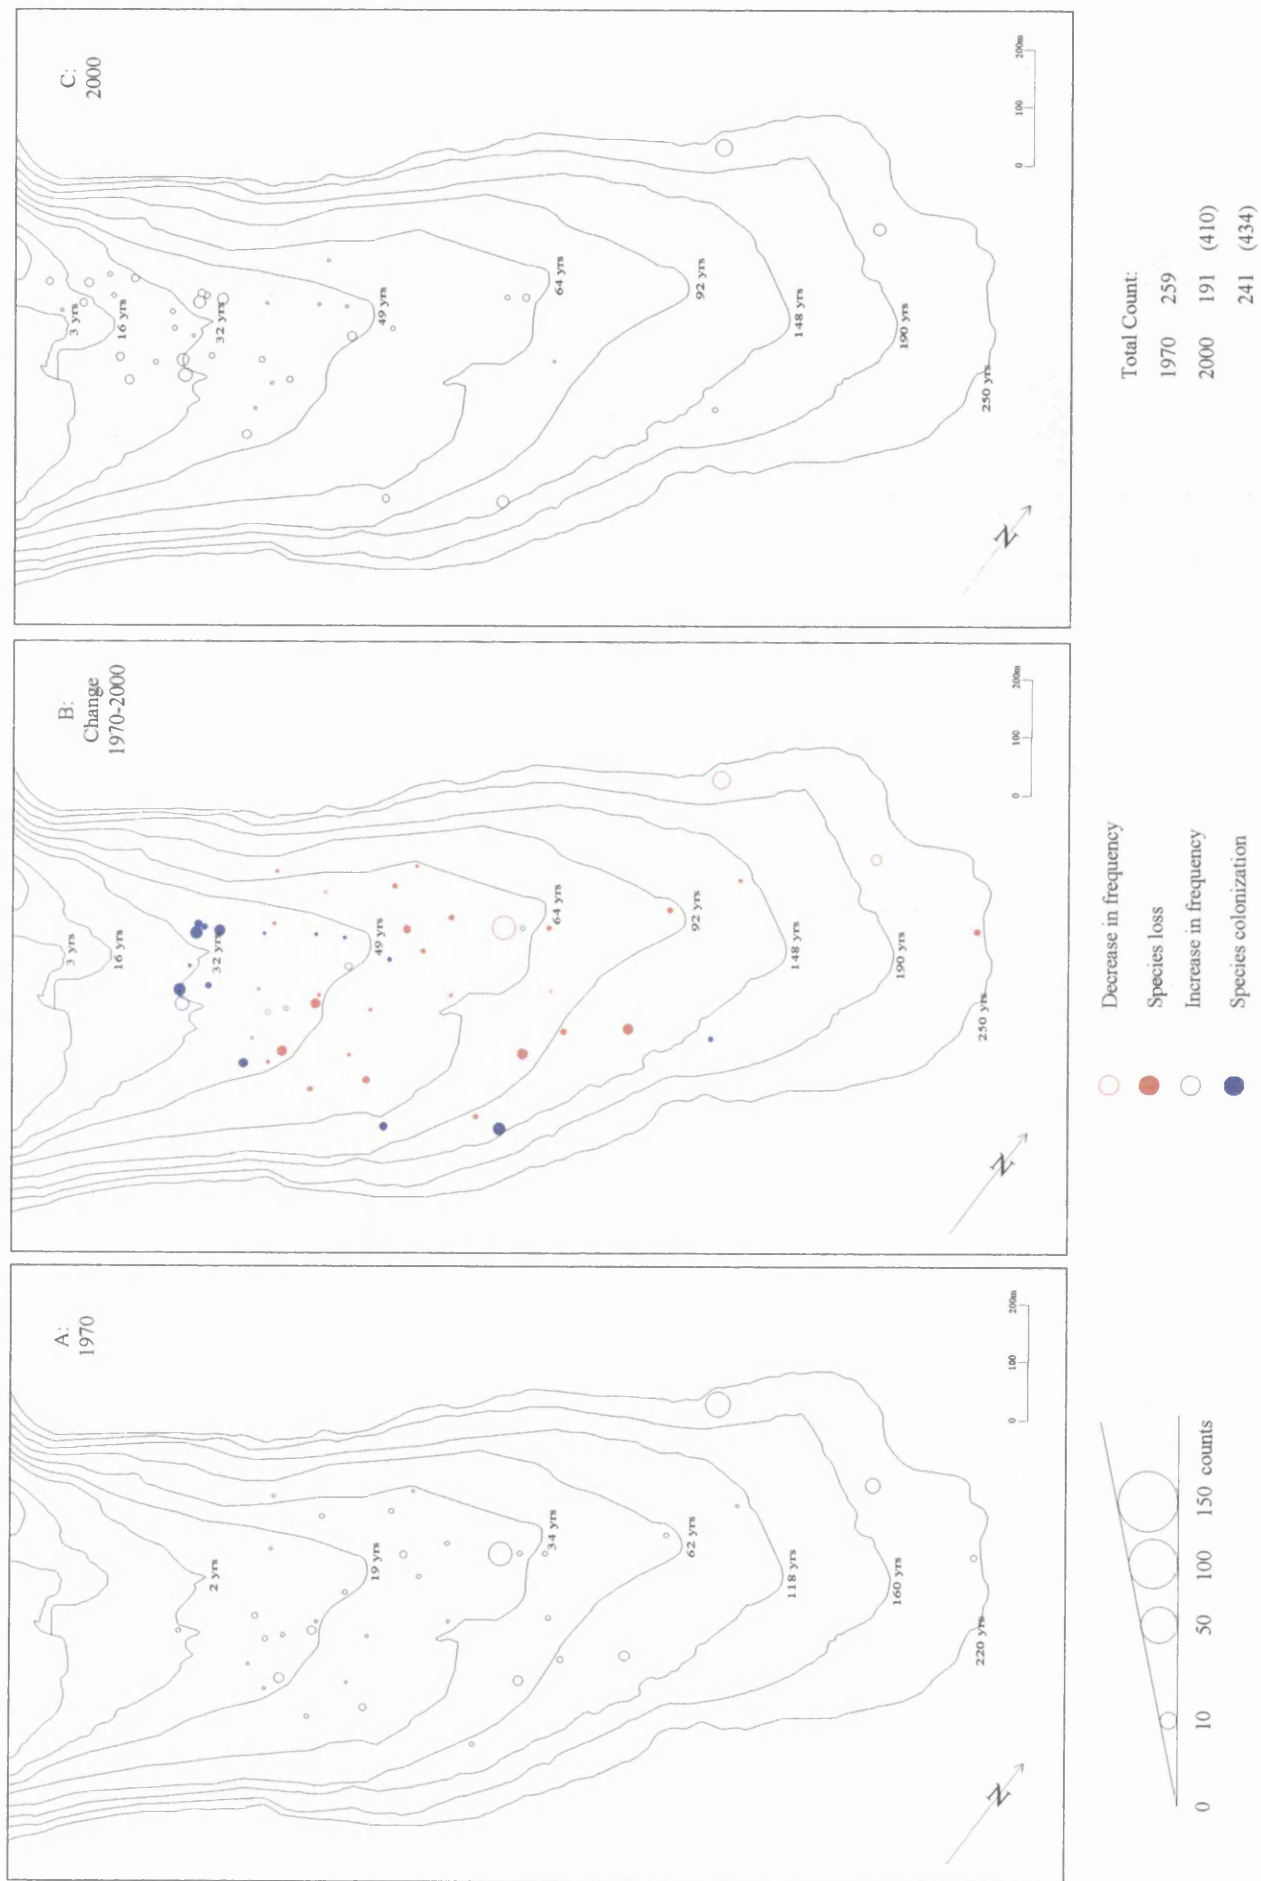 A:
1970
2 yrs
19 yrs
34 yrs
62 yrs
118 yrs
160 yrs
220 yrs
N
0 100 200m
B:
Change
1970-2000
3 yrs
16 yrs
32 yrs
49 yrs
64 yrs
92 yrs
148 yrs
190 yrs
250 yrs
N
0 100 200m
C:
2000
3 yrs
16 yrs
32 yrs
49 yrs
64 yrs
92 yrs
148 yrs
190 yrs
250 yrs
N
0 100 200m
0 10 50 100 150 counts
Decrease in frequency
Species loss
Increase in frequency
Species colonization
Total Count:
1970 259
2000 191 (410)
241 (434)